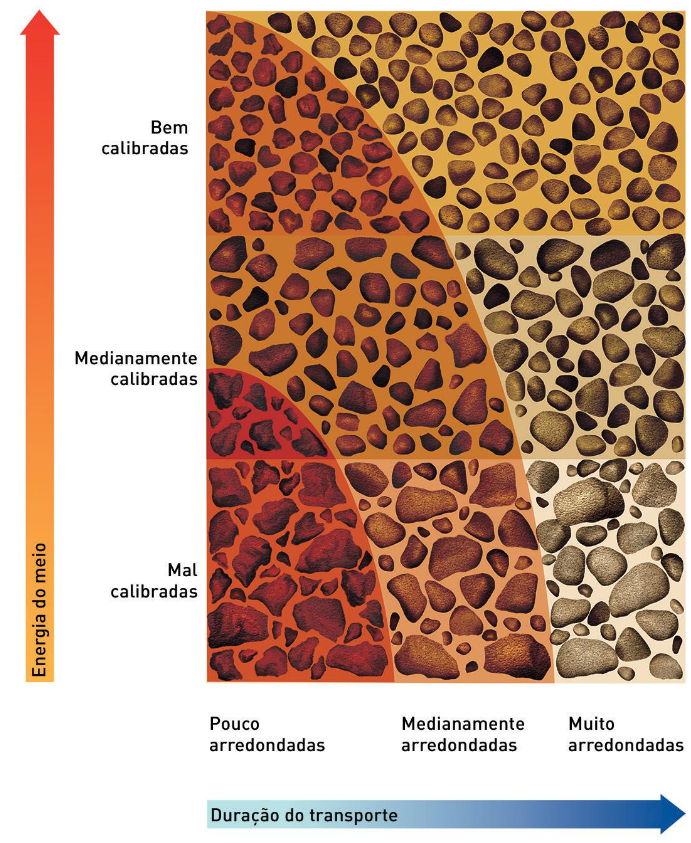 Bem
calibradas
Medianamente
calibradas
Mal
calibradas
Energia do meio
Pouco
arredondadas
Medianamente
arredondadas
Muito
arredondadas
Duração do transporte